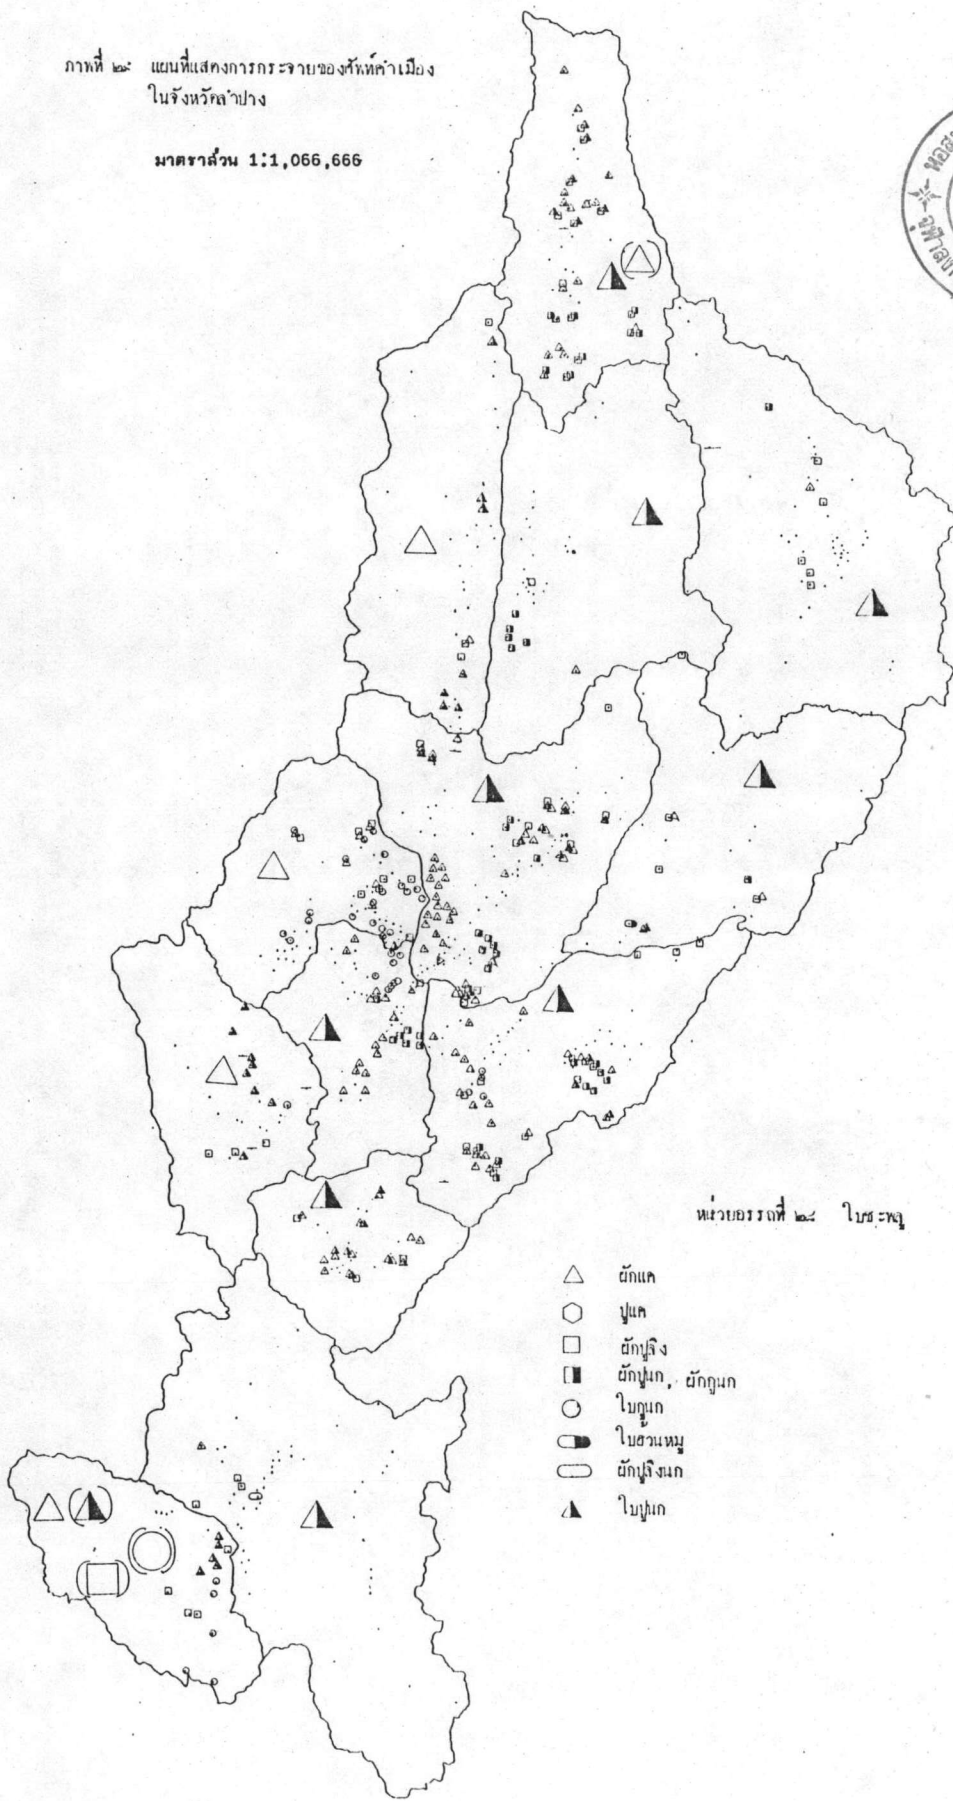 ภาพที่ ๒๙ แผนที่แสดงการกระจายของศัพท์คำเมือง
ในจังหวัดลำปาง
มาตราส่วน 1:1,066,666
หน่วยอรรถที่ ๒๘ ใบชะพลู
ผักแค
ปูแค
ผักปูลิง
ผักปูนก, ผักกูนก
ใบกูนก
ใบฮ้วนหมู
ผักปูลิงนก
ใบปูนก